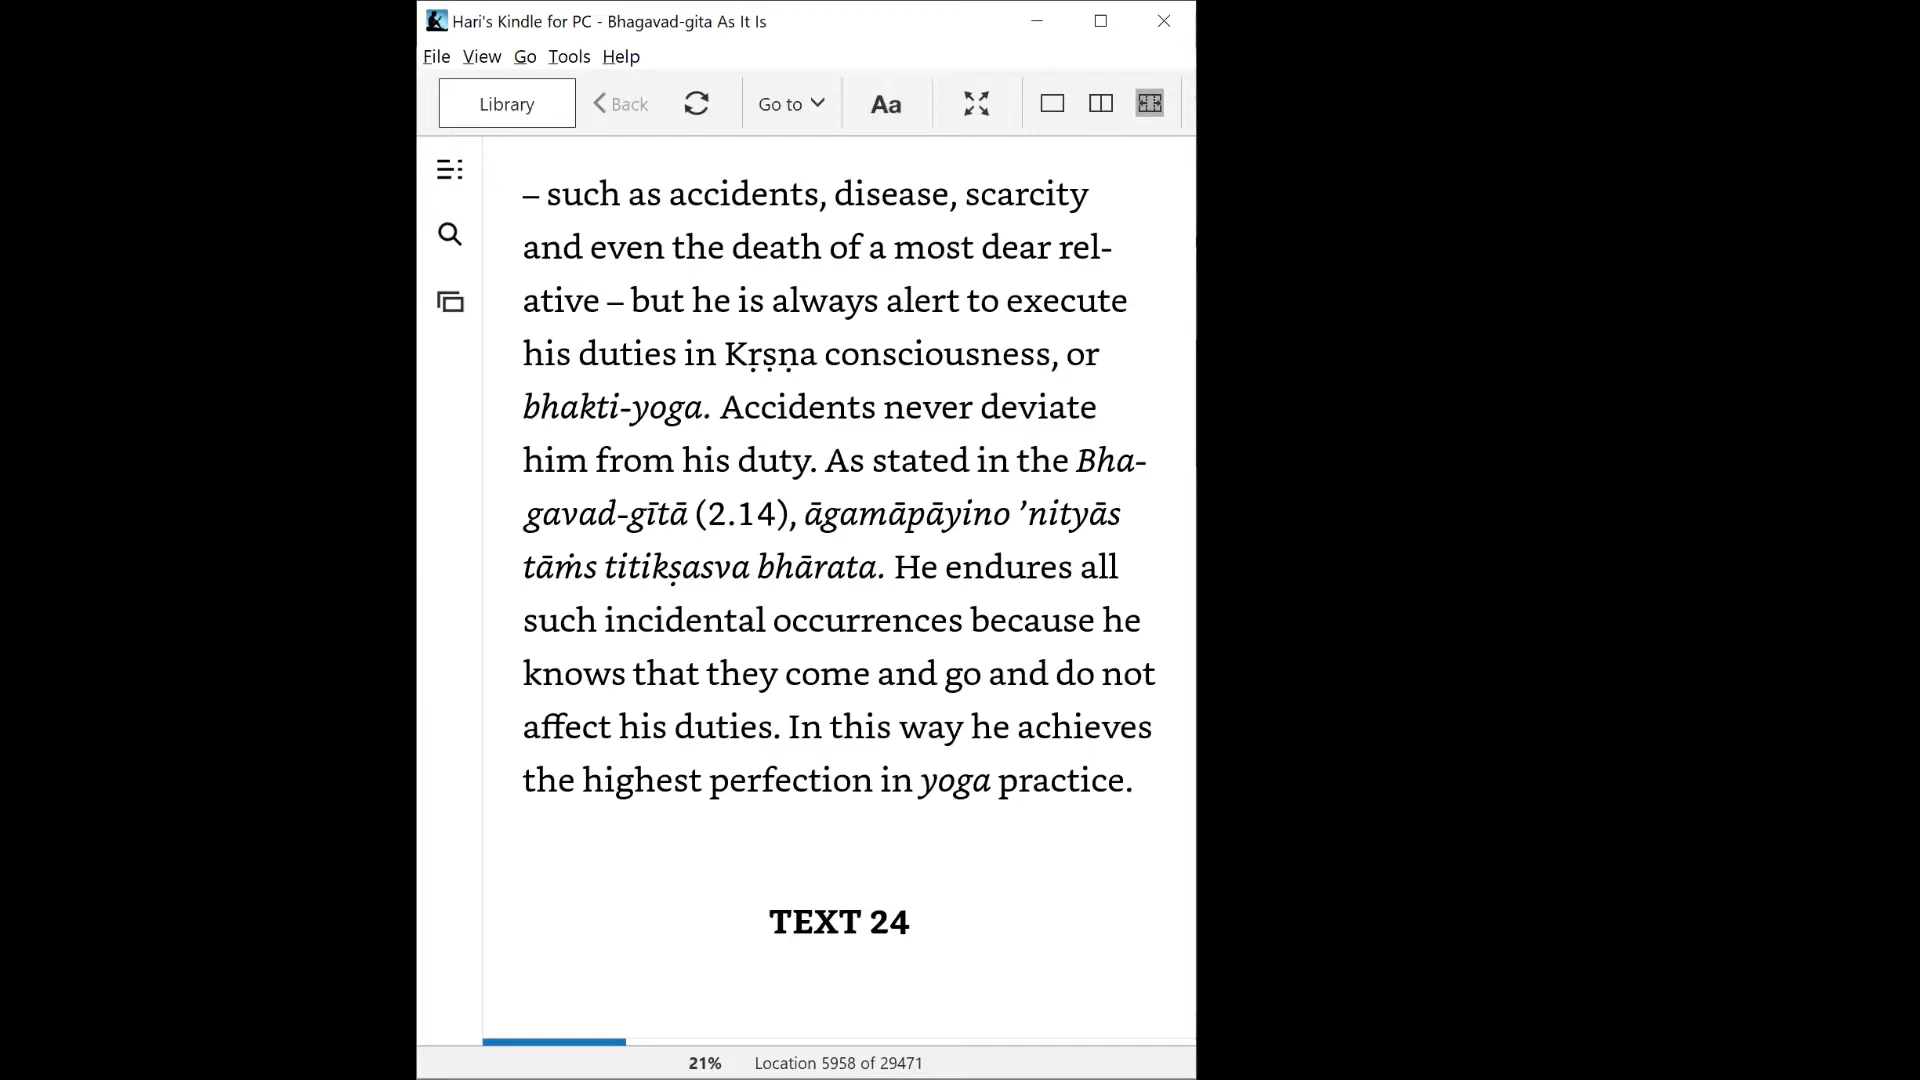 Hari's Kindle for PC - Bhagavad-gita As It Is
File View Go Tools Help
Library Back Go to Aa
– such as accidents, disease, scarcity
and even the death of a most dear rel-
ative – but he is always alert to execute
his duties in Kṛṣṇa consciousness, or
bhakti-yoga. Accidents never deviate
him from his duty. As stated in the Bha-
gavad-gītā (2.14), āgamāpāyino ’nityās
tāṁs titikṣasva bhārata. He endures all
such incidental occurrences because he
knows that they come and go and do not
affect his duties. In this way he achieves
the highest perfection in yoga practice.
TEXT 24
21% Location 5958 of 29471